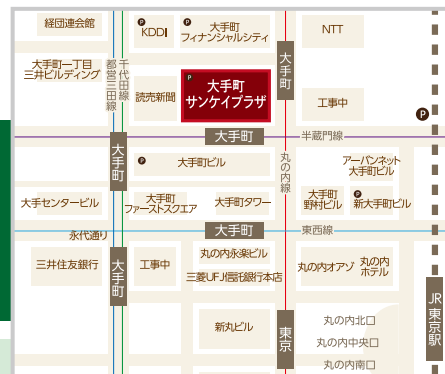 経団連会館
P
KDDI
P
大手町
フィナンシャルシティ
NTT
大手町一丁目
三井ビルディング
都営三田線
千代田線
読売新聞
P
大手町
サンケイプラザ
大手町
工事中
P
大手町
半蔵門線
大手町
P
大手町ビル
丸の内線
アーバンネット
大手町ビル
大手センタービル
大手町
ファーストスクエア
大手町タワー
大手町
野村ビル
P
新大手町ビル
永代通り
大手町
東西線
三井住友銀行
大手町
工事中
丸の内永楽ビル
三菱UFJ信託銀行本店
丸の内オアゾ
丸の内
ホテル
JR東京駅
新丸ビル
東京
丸の内北口
丸の内中央口
丸の内南口